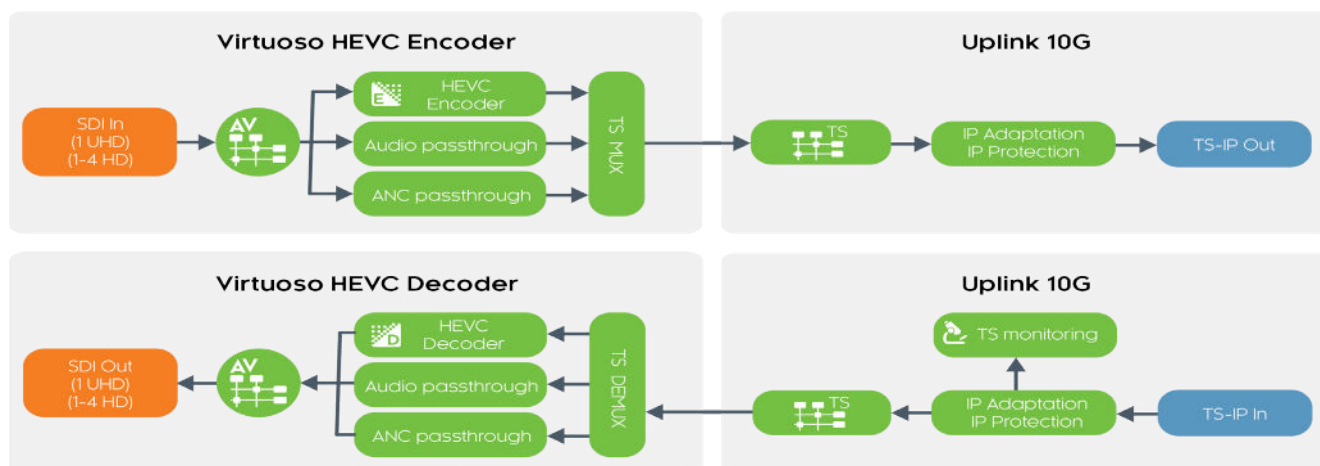 Virtuoso HEVC Encoder
SDI In
(1 UHD)
(1-4 HD)
AV
E
HEVC
Encoder
Audio passthrough
ANC passthrough
TS MUX
Uplink 10G
TS
IP Adaptation
IP Protection
TS-IP Out
Virtuoso HEVC Decoder
SDI Out
(1 UHD)
(1-4 HD)
AV
D
HEVC
Decoder
Audio passthrough
ANC passthrough
TS DEMUX
Uplink 10G
TS monitoring
TS
IP Adaptation
IP Protection
TS-IP In